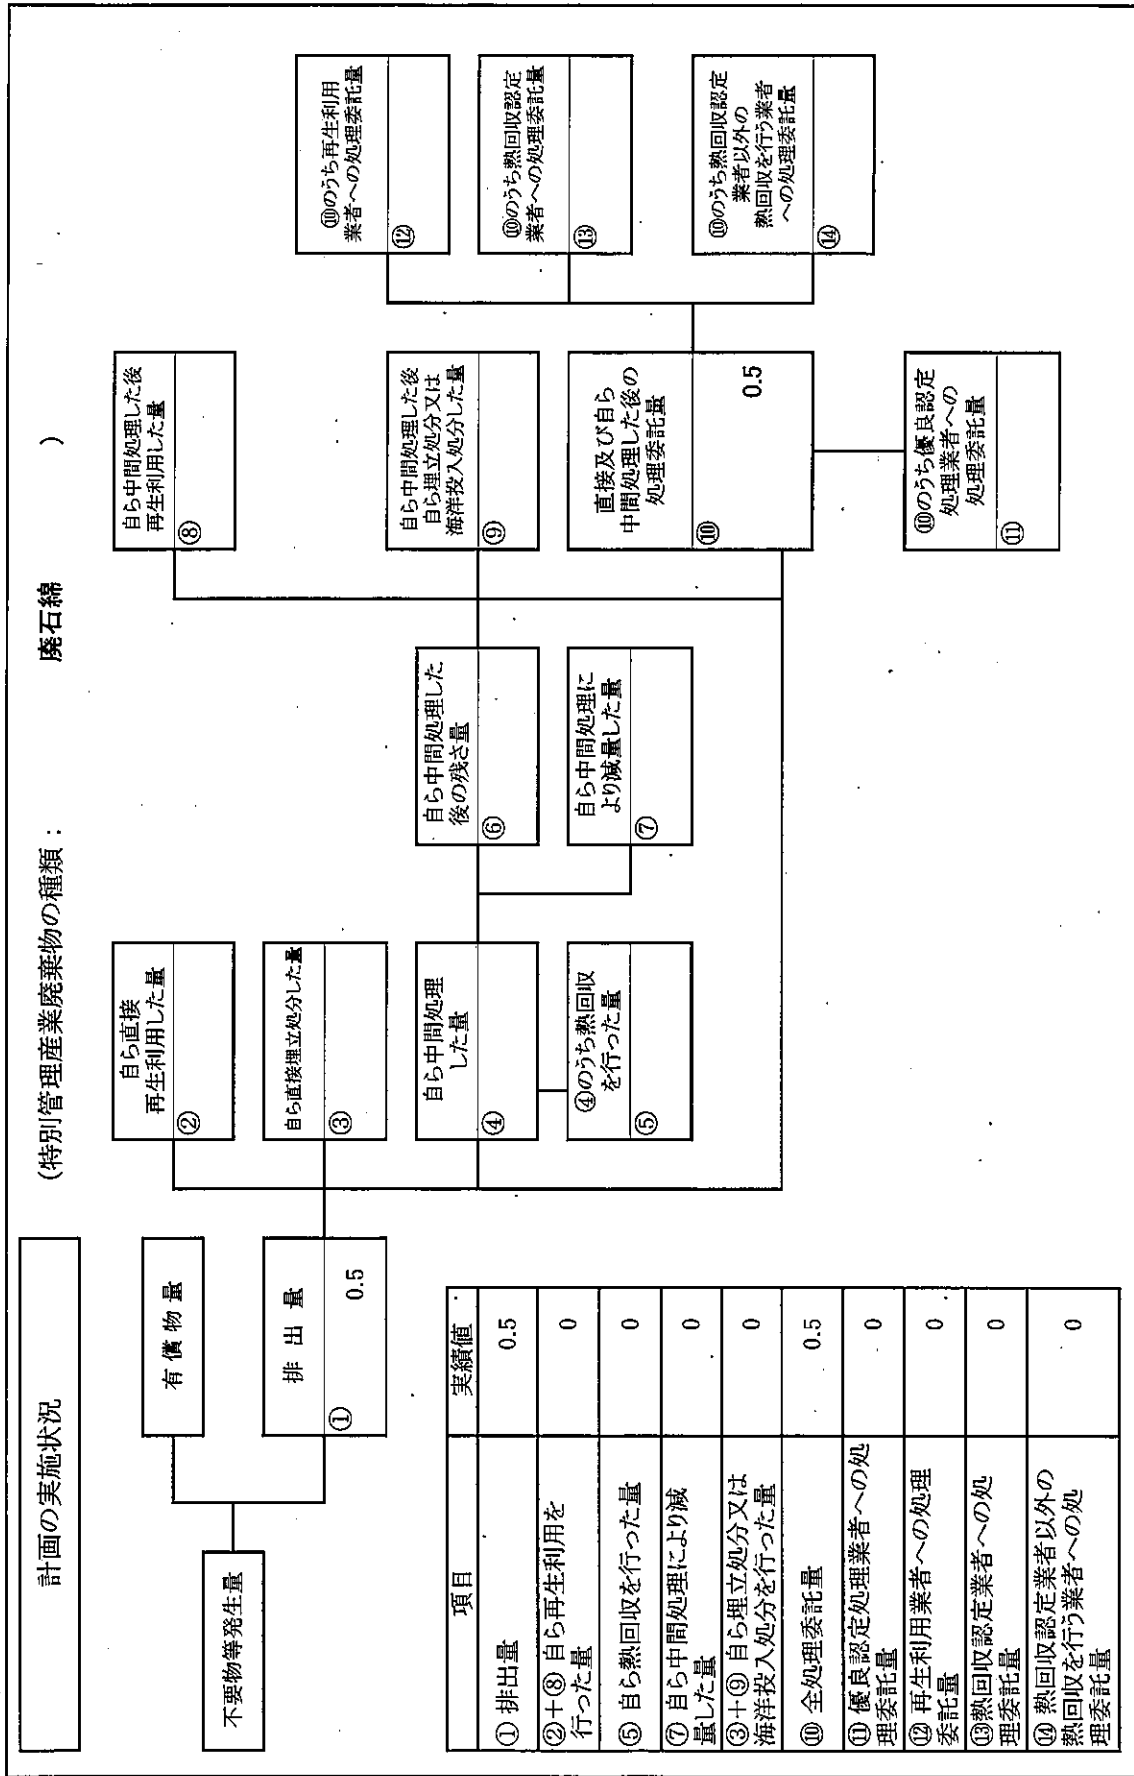 計画の実施状況
(特別管理産業廃棄物の種類：　廃石綿　)
不要物等発生量
有償物量
排出量
①
0.5
自ら直接
再生利用した量
②
自ら直接埋立処分した量
③
自ら中間処理
した量
④
④のうち熱回収
を行った量
⑤
自ら中間処理した
後の残さ量
⑥
自ら中間処理に
より減量した量
⑦
自ら中間処理した後
再生利用した量
⑧
自ら中間処理した後
自ら埋立処分又は
海洋投入処分した量
⑨
直接及び自ら
中間処理した後の
処理委託量
⑩
0.5
⑩のうち優良認定
処理業者への
処理委託量
⑪
⑩のうち再生利用
業者への処理委託量
⑫
⑩のうち熱回収認定
業者への処理委託量
⑬
⑩のうち熱回収認定
業者以外の
熱回収を行う業者
への処理委託量
⑭
項目　実績値
① 排出量　0.5
②+⑧ 自ら再生利用を
行った量　0
⑤ 自ら熱回収を行った量　0
⑦ 自ら中間処理により減
量した量　0
③+⑨ 自ら埋立処分又は
海洋投入処分を行った量　0
⑩ 全処理委託量　0.5
⑪ 優良認定処理業者への処
理委託量　0
⑫ 再生利用業者への処理
委託量　0
⑬熱回収認定業者への処
理委託量　0
⑭ 熱回収認定業者以外の
熱回収を行う業者への処
理委託量　0